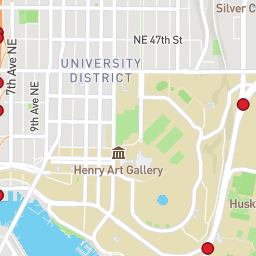 Silver C
NE 47th St
UNIVERSITY
DISTRICT
7th Ave NE
9th Ave NE
Henry Art Gallery
Husk